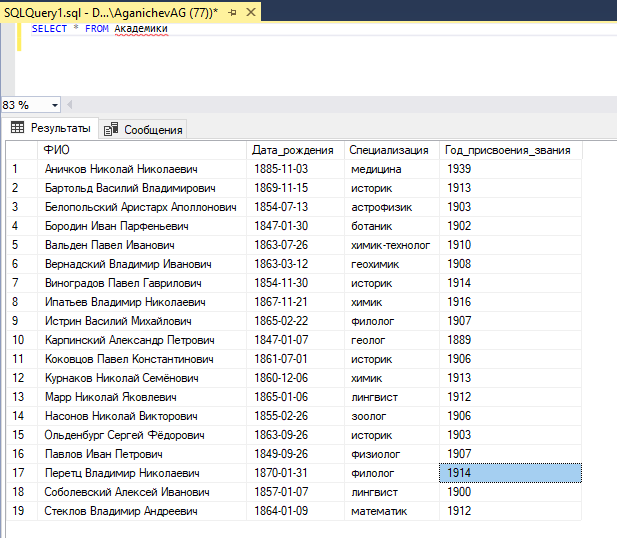 SQLQuery1.sql - D...\AganichevAG (77))*
SELECT * FROM Академики
83 %
Результаты Сообщения
ФИО Дата_рождения Специализация Год_присвоения_звания
1 Аничков Николай Николаевич 1885-11-03 медицина 1939
2 Бартольд Василий Владимирович 1869-11-15 историк 1913
3 Белопольский Аристарх Аполлонович 1854-07-13 астрофизик 1903
4 Бородин Иван Парфеньевич 1847-01-30 ботаник 1902
5 Вальден Павел Иванович 1863-07-26 химик-технолог 1910
6 Вернадский Владимир Иванович 1863-03-12 геохимик 1908
7 Виноградов Павел Гаврилович 1854-11-30 историк 1914
8 Ипатьев Владимир Николаевич 1867-11-21 химик 1916
9 Истрин Василий Михайлович 1865-02-22 филолог 1907
10 Карпинский Александр Петрович 1847-01-07 геолог 1889
11 Коковцов Павел Константинович 1861-07-01 историк 1906
12 Курнаков Николай Семёнович 1860-12-06 химик 1913
13 Марр Николай Яковлевич 1865-01-06 лингвист 1912
14 Насонов Николай Викторович 1855-02-26 зоолог 1906
15 Ольденбург Сергей Фёдорович 1863-09-26 историк 1903
16 Павлов Иван Петрович 1849-09-26 физиолог 1907
17 Перетц Владимир Николаевич 1870-01-31 филолог 1914
18 Соболевский Алексей Иванович 1857-01-07 лингвист 1900
19 Стеклов Владимир Андреевич 1864-01-09 математик 1912